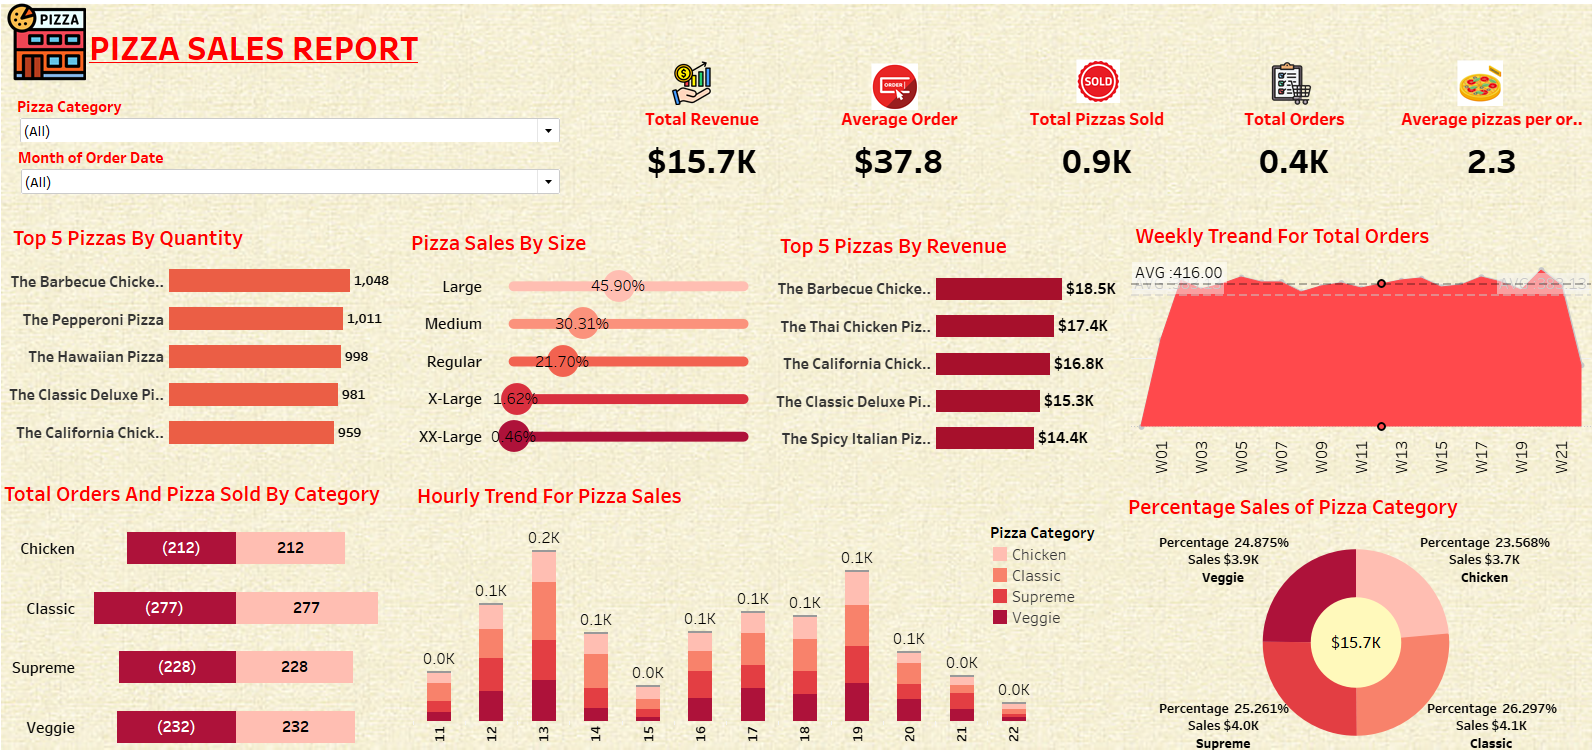 PIZZA
PIZZA SALES REPORT
Pizza Category
(All)
Month of Order Date
(All)
ORDER
SOLD
Total Revenue
$15.7K
Average Order
$37.8
Total Pizzas Sold
0.9K
Total Orders
0.4K
Average pizzas per or..
2.3
Top 5 Pizzas By Quantity
The Barbecue Chicke.. 1,048
The Pepperoni Pizza 1,011
The Hawaiian Pizza 998
The Classic Deluxe Pi.. 981
The California Chick.. 959
Pizza Sales By Size
Large 45.90%
Medium 30.31%
Regular 21.70%
X-Large 1.62%
XX-Large 0.46%
Top 5 Pizzas By Revenue
The Barbecue Chicke.. $18.5K
The Thai Chicken Piz.. $17.4K
The California Chick.. $16.8K
The Classic Deluxe Pi.. $15.3K
The Spicy Italian Piz.. $14.4K
Weekly Treand For Total Orders
AVG :416.00
W01 W03 W05 W07 W09 W11 W13 W15 W17 W19 W21
Total Orders And Pizza Sold By Category
Chicken (212) 212
Classic (277) 277
Supreme (228) 228
Veggie (232) 232
Hourly Trend For Pizza Sales
0.0K 0.1K 0.2K 0.1K 0.0K 0.1K 0.1K 0.1K 0.1K 0.1K 0.0K 0.0K
11 12 13 14 15 16 17 18 19 20 21 22
Pizza Category
Chicken
Classic
Supreme
Veggie
Percentage Sales of Pizza Category
Percentage 24.875%
Sales $3.9K
Veggie
Percentage 23.568%
Sales $3.7K
Chicken
$15.7K
Percentage 25.261%
Sales $4.0K
Supreme
Percentage 26.297%
Sales $4.1K
Classic